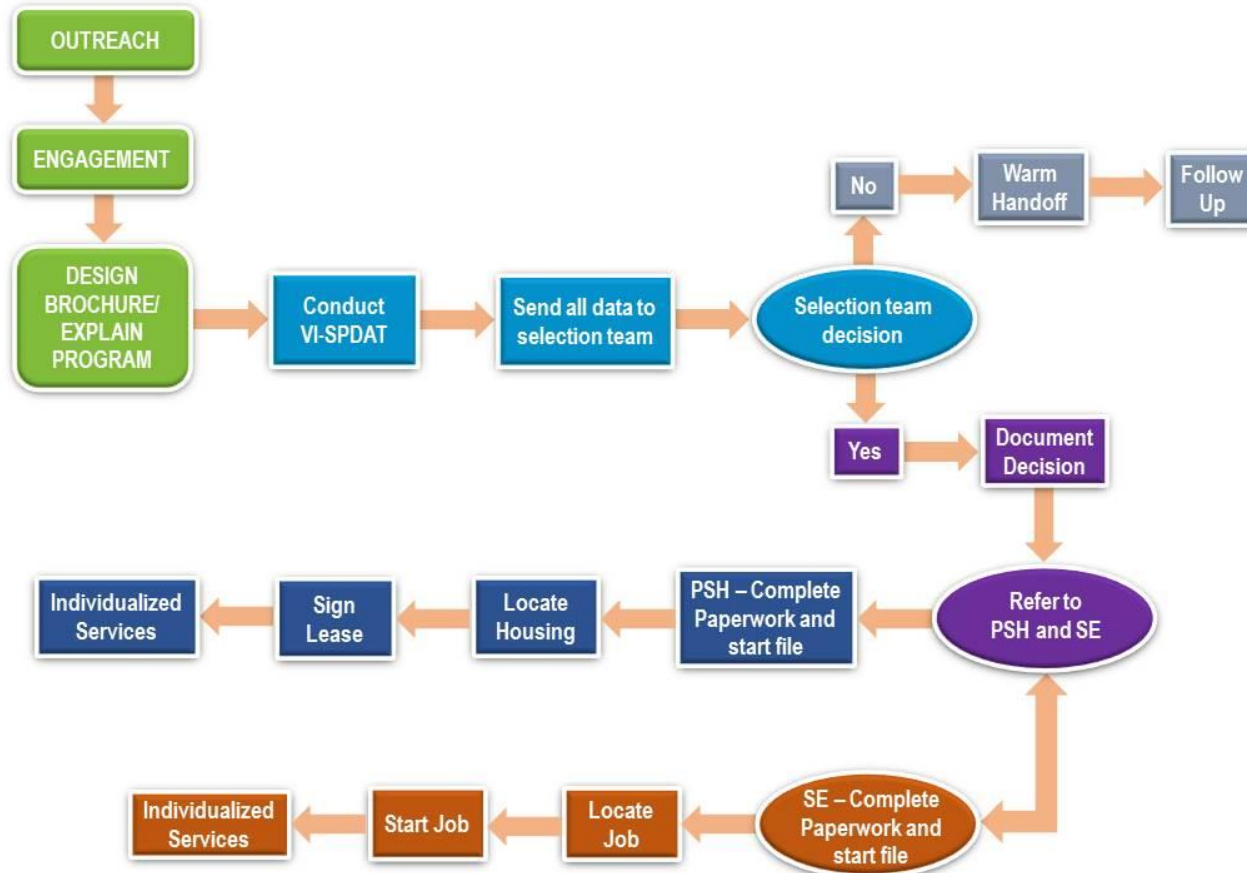 OUTREACH
ENGAGEMENT
DESIGN
BROCHURE/
EXPLAIN
PROGRAM
Conduct
VI-SPDAT
Send all data to
selection team
Selection team
decision
No
Warm
Handoff
Follow
Up
Yes
Document
Decision
Refer to
PSH and SE
PSH – Complete
Paperwork and
start file
Locate
Housing
Sign
Lease
Individualized
Services
SE – Complete
Paperwork and
start file
Locate
Job
Start Job
Individualized
Services